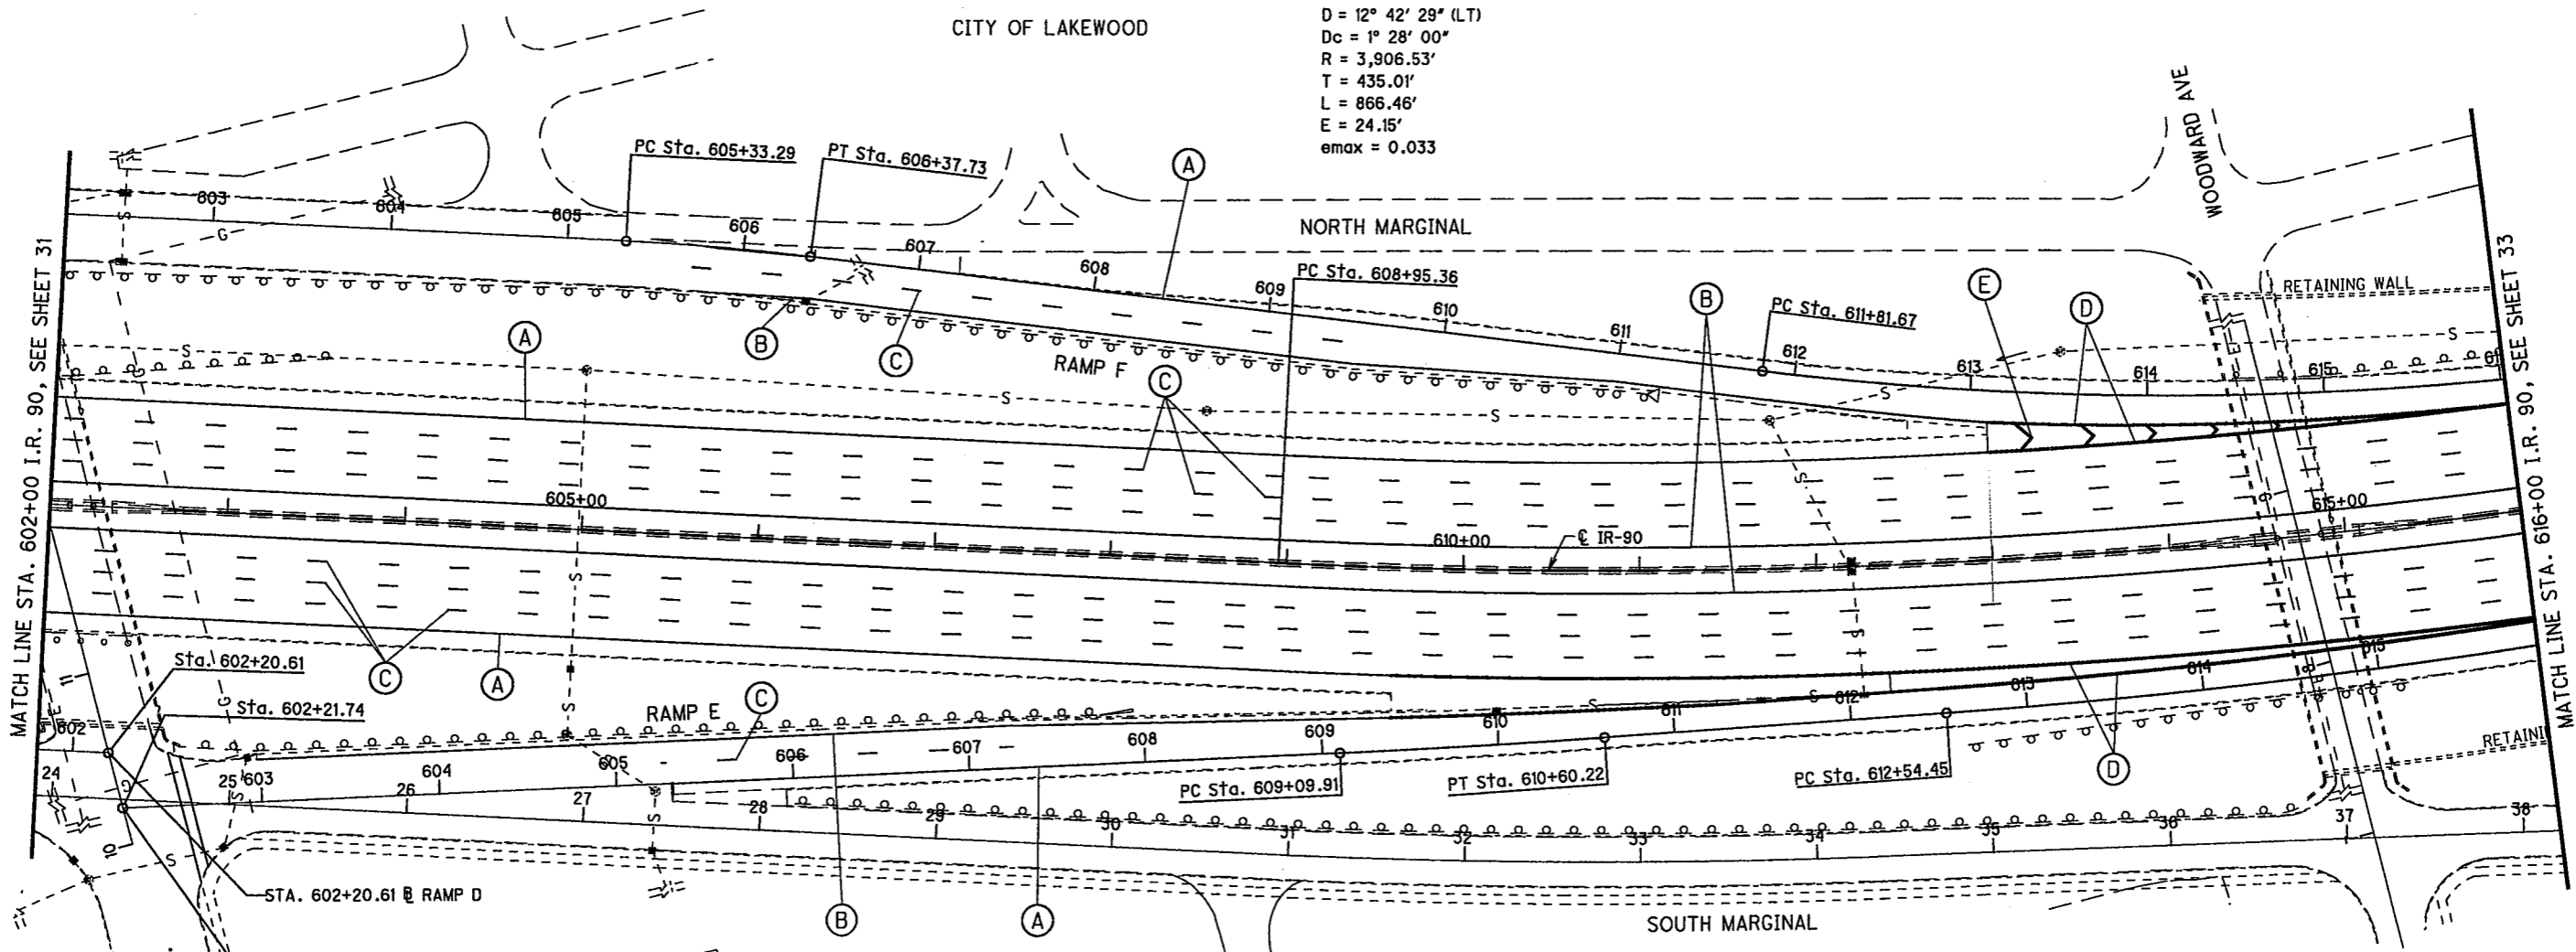 CITY OF LAKEWOOD
D = 12° 42' 29" (LT)
Dc = 1° 28' 00"
R = 3,906.53'
T = 435.01'
L = 866.46'
E = 24.15'
emax = 0.033
WOODWARD AVE
MATCH LINE STA. 602+00 I.R. 90, SEE SHEET 31
MATCH LINE STA. 616+00 I.R. 90, SEE SHEET 33
PC Sta. 605+33.29
PT Sta. 606+37.73
A
NORTH MARGINAL
603
604
605
606
607
608
609
610
611
612
613
614
615
S
G
PC Sta. 608+95.36
PC Sta. 611+81.67
B
E
D
RETAINING WALL
A
B
C
RAMP F
C
S
S
S
S
S
S
G
E
605+00
610+00
℄ IR-90
615+00
S
S
S
Sta. 602+20.61
Sta. 602+21.74
C
A
RAMP E
C
S
G
E
11
602
603
604
605
606
607
608
609
610
611
612
613
614
615
S
S
24
25
26
27
28
29
30
31
32
33
34
35
36
37
38
PC Sta. 609+09.91
PT Sta. 610+60.22
PC Sta. 612+54.45
D
RETAINI
G
S
S
S
10
STA. 602+20.61 ⅊ RAMP D
B
A
SOUTH MARGINAL